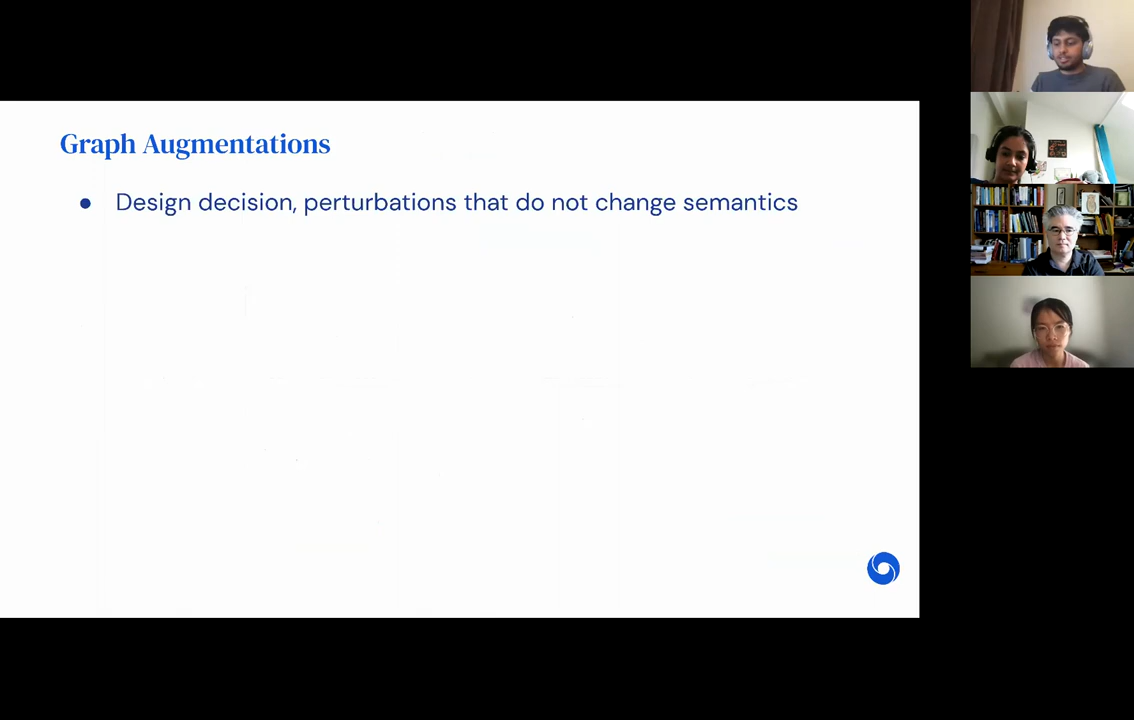 Graph Augmentations
● Design decision, perturbations that do not change semantics